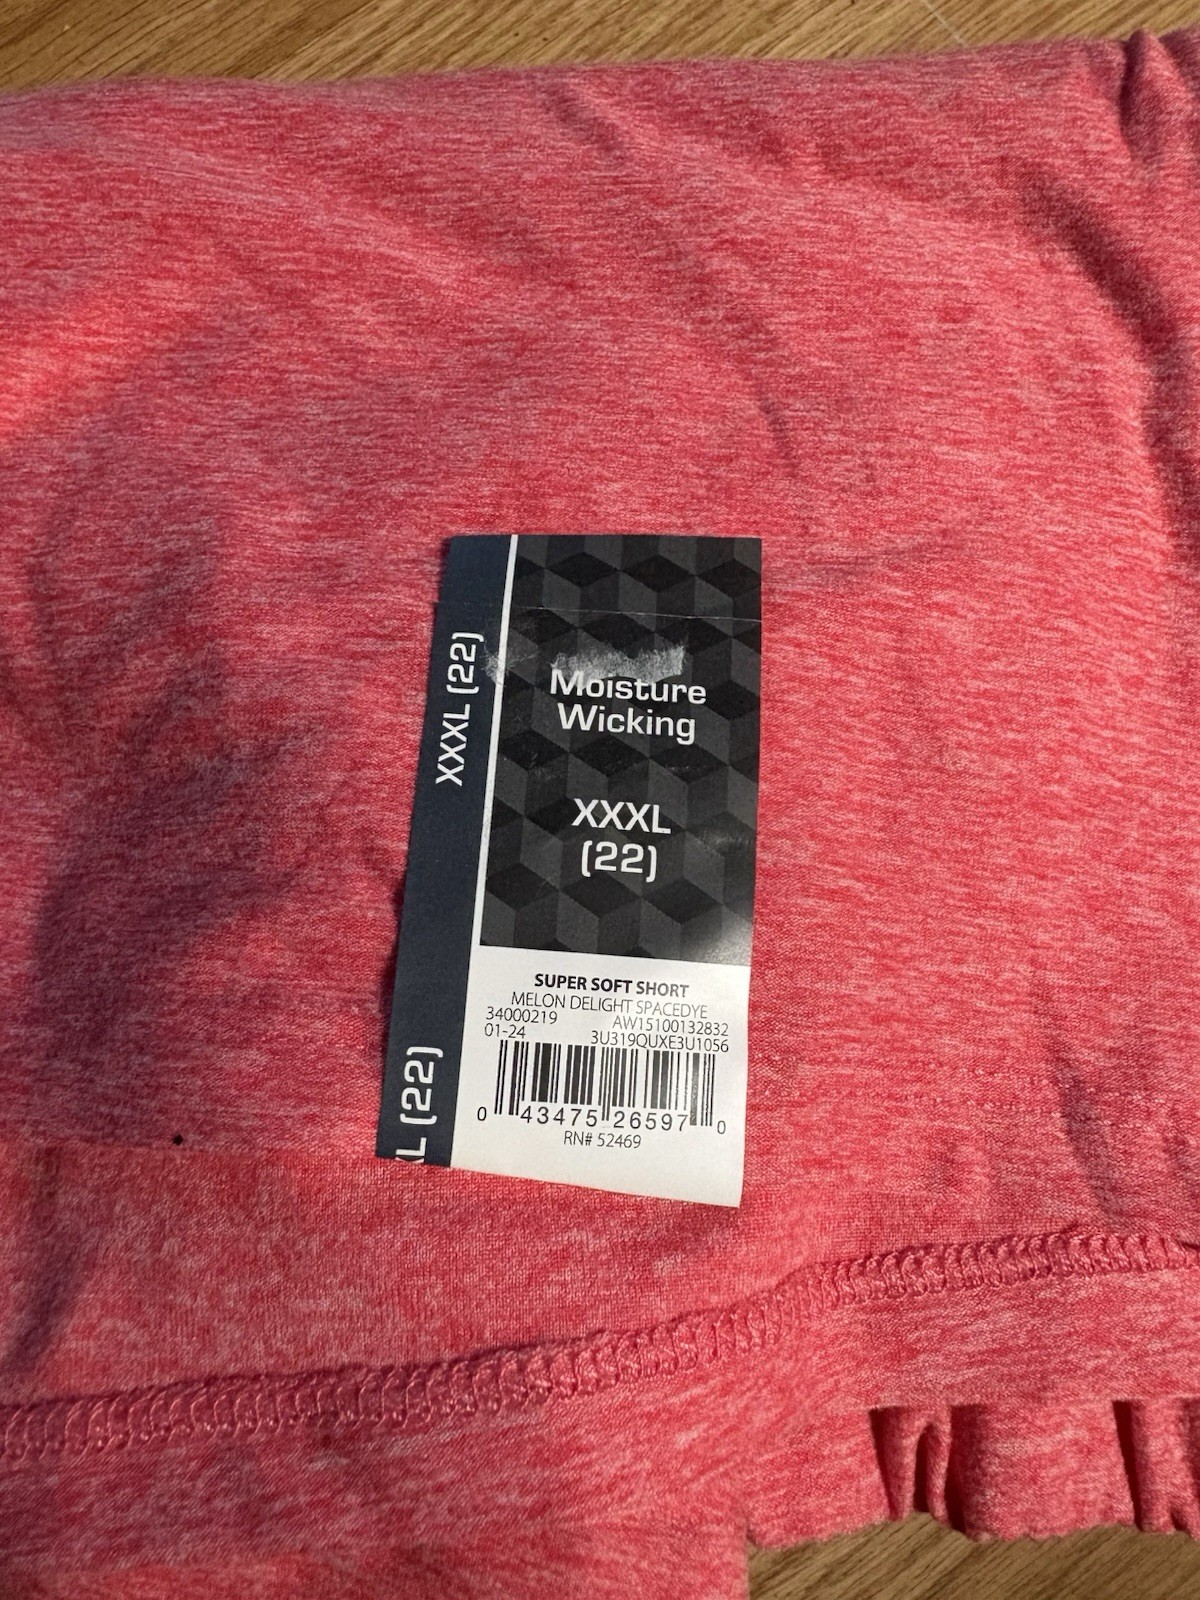 XXXL (22)
Moisture
Wicking
XXXL
(22)
SUPER SOFT SHORT
MELON DELIGHT SPACEDYE
34000219 AW15100132832
01-24 3U319QUXE3U1056
0 43475 26597 0
RN# 52469
XL (22)